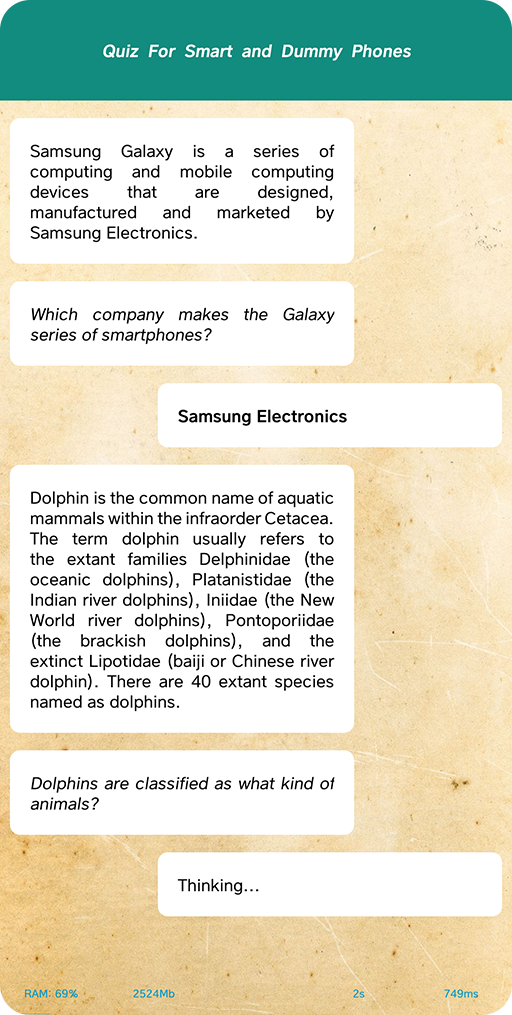 Quiz For Smart and Dummy Phones
Samsung Galaxy is a series of
computing and mobile computing
devices that are designed,
manufactured and marketed by
Samsung Electronics.
Which company makes the Galaxy
series of smartphones?
Samsung Electronics
Dolphin is the common name of aquatic
mammals within the infraorder Cetacea.
The term dolphin usually refers to
the extant families Delphinidae (the
oceanic dolphins), Platanistidae (the
Indian river dolphins), Iniidae (the New
World river dolphins), Pontoporiidae
(the brackish dolphins), and the
extinct Lipotidae (baiji or Chinese river
dolphin). There are 40 extant species
named as dolphins.
Dolphins are classified as what kind of
animals?
Thinking...
RAM: 69% 2524Mb 2s 749ms